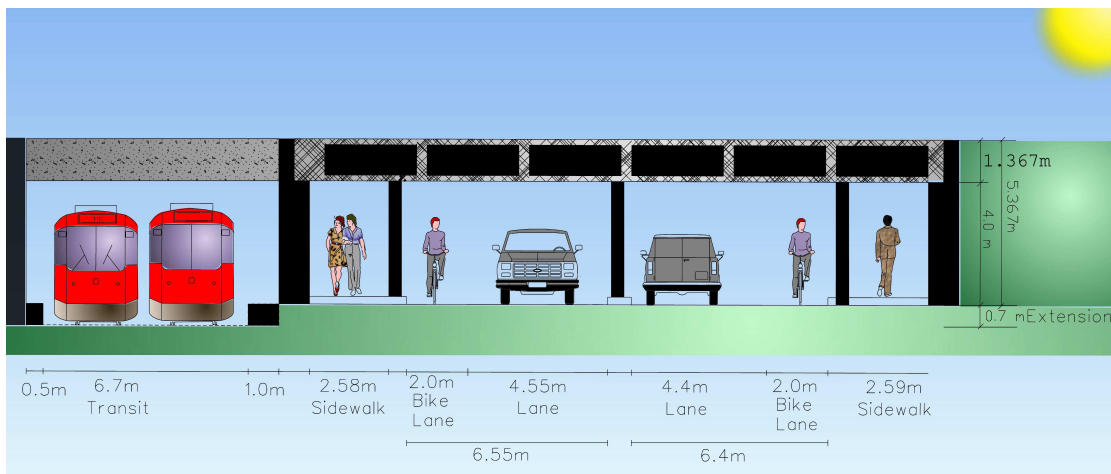 1.367m
5.367m
4.0 m
0.7 mExtension
0.5m
6.7m
Transit
1.0m
2.58m
Sidewalk
2.0m
Bike
Lane
4.55m
Lane
4.4m
Lane
2.0m
Bike
Lane
2.59m
Sidewalk
6.55m
6.4m